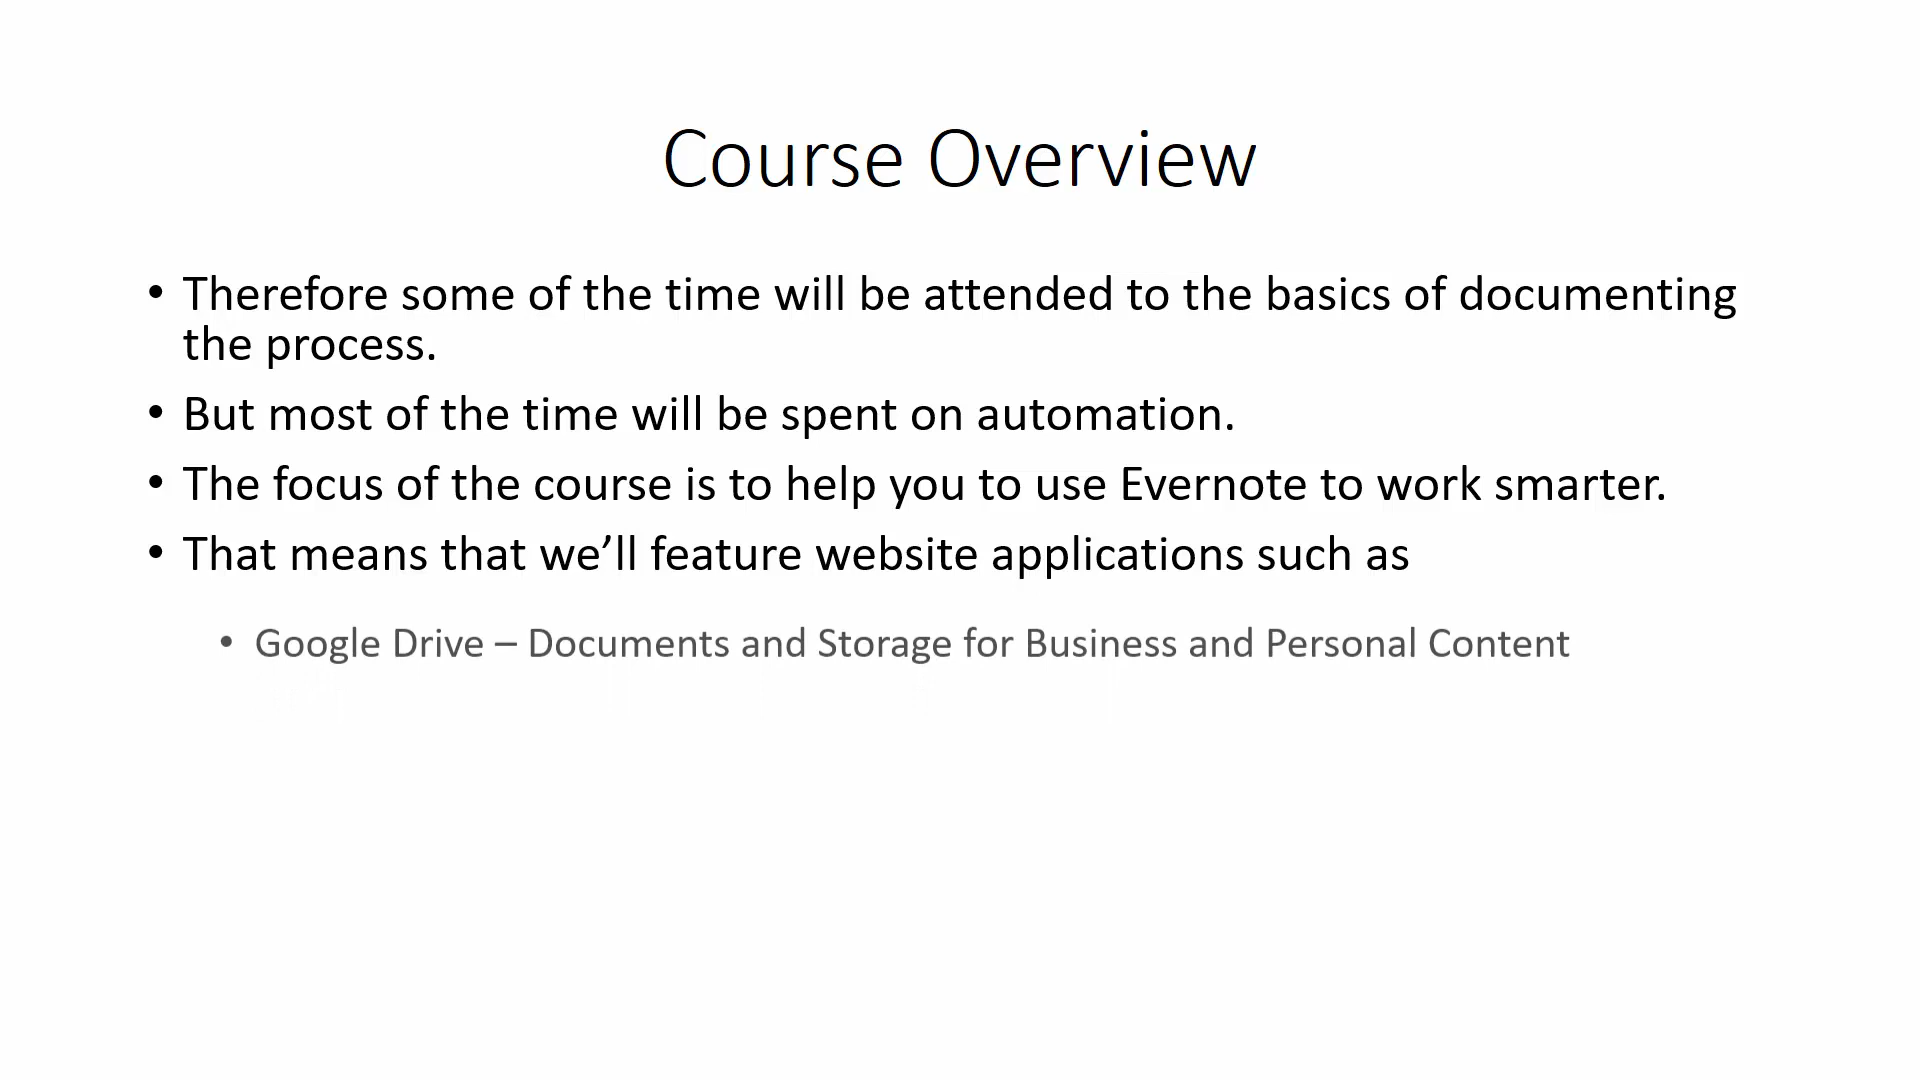 Course Overview
• Therefore some of the time will be attended to the basics of documenting
the process.
• But most of the time will be spent on automation.
• The focus of the course is to help you to use Evernote to work smarter.
• That means that we’ll feature website applications such as
• Google Drive – Documents and Storage for Business and Personal Content